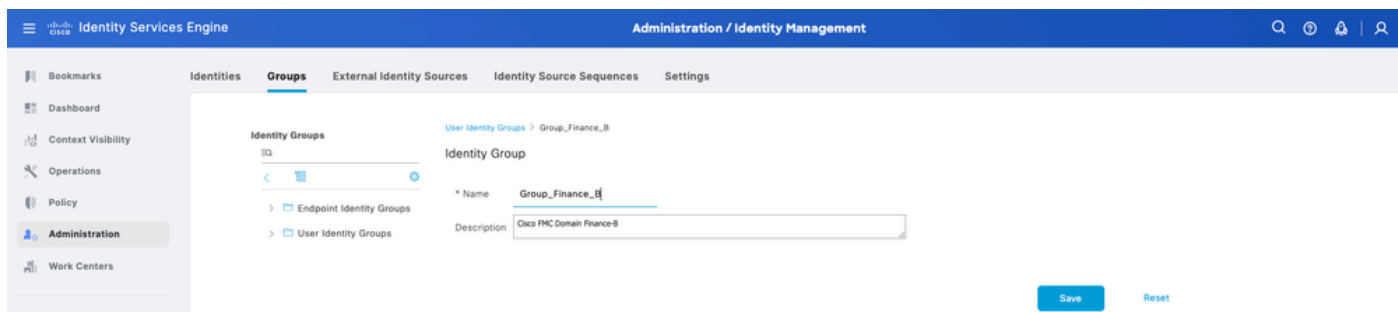 cisco Identity Services Engine
Administration / Identity Management
Bookmarks
Dashboard
Context Visibility
Operations
Policy
Administration
Work Centers
Identities Groups External Identity Sources Identity Source Sequences Settings
Identity Groups
Endpoint Identity Groups
User Identity Groups
User Identity Groups > Group_Finance_B
Identity Group
* Name Group_Finance_B
Description Cisco FMC Domain Finance-B
Save Reset